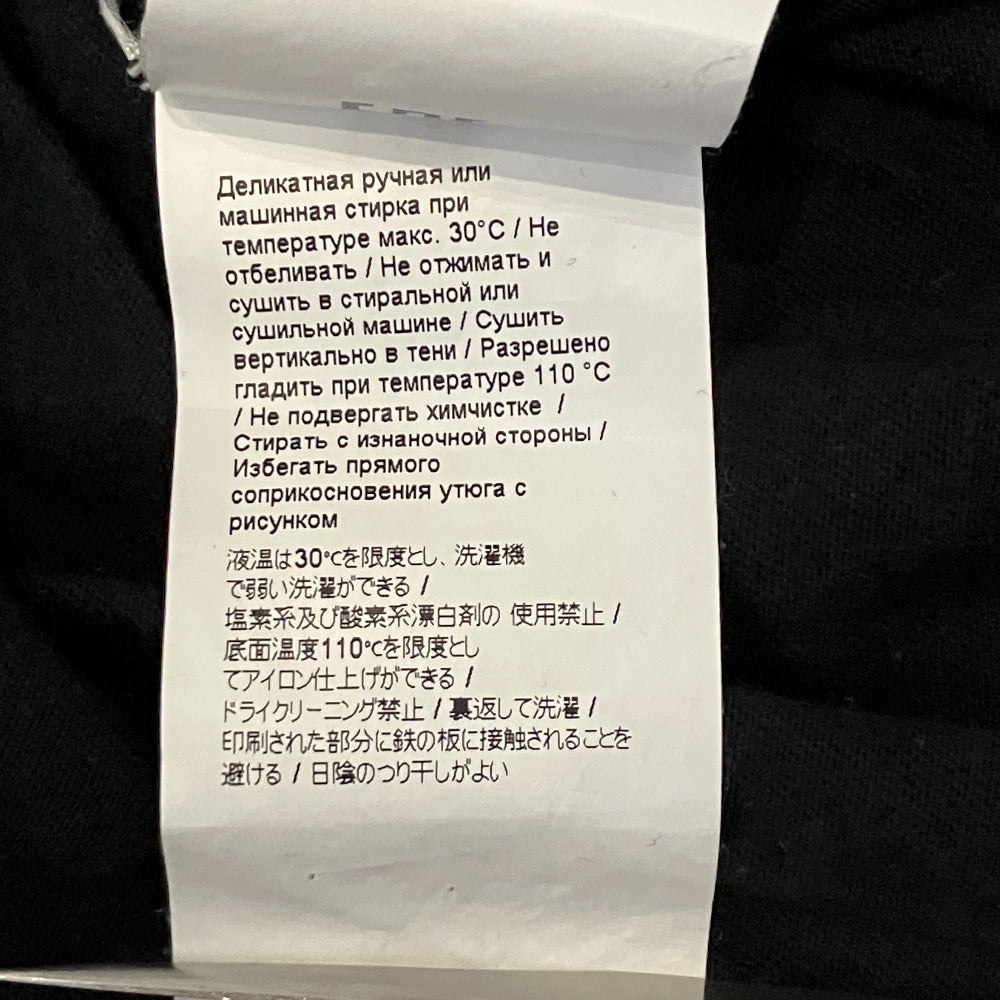 Деликатная ручная или
машинная стирка при
температуре макс. 30°C / Не
отбеливать / Не отжимать и
сушить в стиральной или
сушильной машине / Сушить
вертикально в тени / Разрешено
гладить при температуре 110 °C
/ Не подвергать химчистке /
Стирать с изнаночной стороны /
Избегать прямого
соприкосновения утюга с
рисунком
液温は30℃を限度とし、洗濯機
で弱い洗濯ができる /
塩素系及び酸素系漂白剤の 使用禁止 /
底面温度110℃を限度とし
てアイロン仕上げができる /
ドライクリーニング禁止 / 裏返して洗濯 /
印刷された部分に鉄の板に接触されることを
避ける / 日陰のつり干しがよい